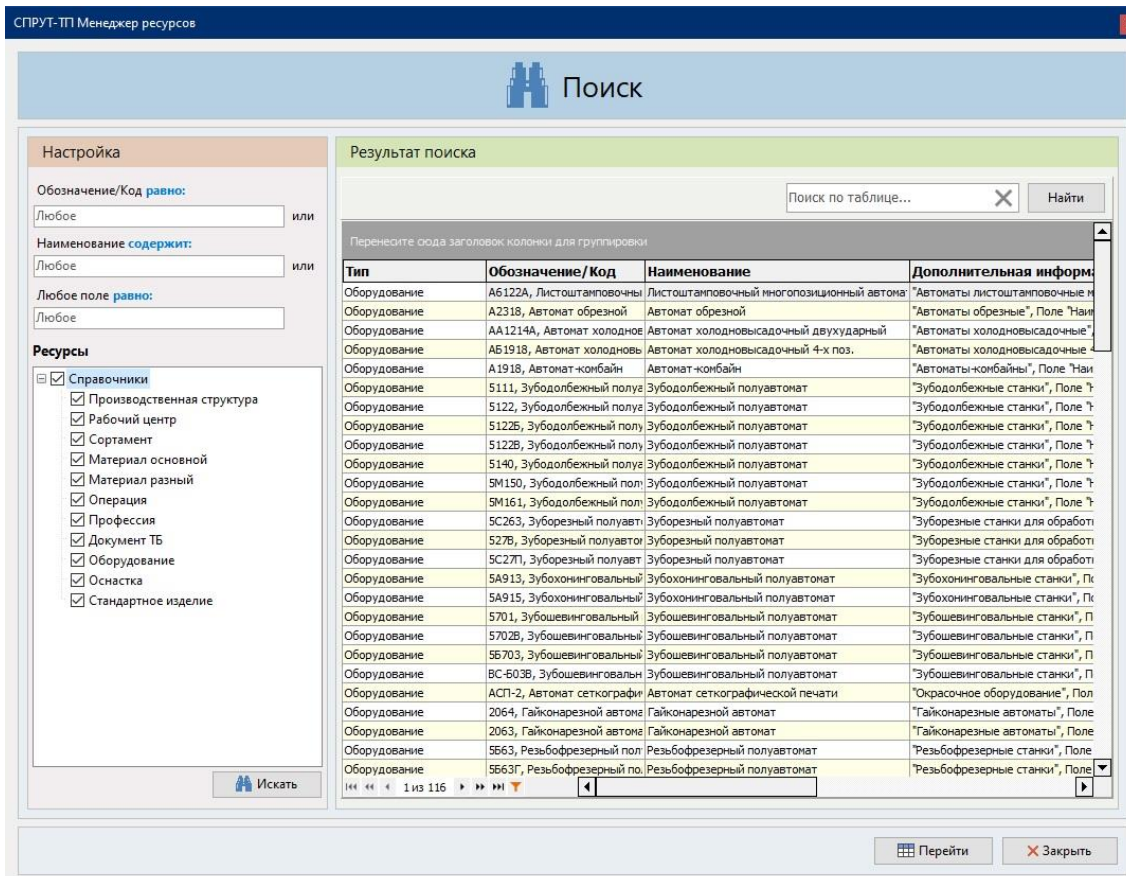 СПРУТ-ТП Менеджер ресурсов
Поиск
Настройка
Обозначение/Код равно:
Любое или
Наименование содержит:
Любое или
Любое поле равно:
Любое
Ресурсы
Справочники
Производственная структура
Рабочий центр
Сортамент
Материал основной
Материал разный
Операция
Профессия
Документ ТБ
Оборудование
Оснастка
Стандартное изделие
Искать
Результат поиска
Поиск по таблице... Найти
Перенесите сюда заголовок колонки для группировки
Тип Обозначение/Код Наименование Дополнительная информа
Оборудование А6122А, Листоштамповочны Листоштамповочный многопозиционный автома "Автоматы листоштамповочные м
Оборудование А2318, Автомат обрезной Автомат обрезной "Автоматы обрезные", Поле "Наи
Оборудование АА1214А, Автомат холоднов Автомат холодновысадочный двухударный "Автоматы холодновысадочные",
Оборудование АБ1918, Автомат холодновы Автомат холодновысадочный 4-х поз. "Автоматы холодновысадочные 4
Оборудование А1918, Автомат-комбайн Автомат-комбайн "Автоматы-комбайны", Поле "Наи
Оборудование 5111, Зубодолбежный полуа Зубодолбежный полуавтомат "Зубодолбежные станки", Поле "Н
Оборудование 5122, Зубодолбежный полуа Зубодолбежный полуавтомат "Зубодолбежные станки", Поле "Н
Оборудование 5122Б, Зубодолбежный полу Зубодолбежный полуавтомат "Зубодолбежные станки", Поле "Н
Оборудование 5122В, Зубодолбежный полу Зубодолбежный полуавтомат "Зубодолбежные станки", Поле "Н
Оборудование 5140, Зубодолбежный полуа Зубодолбежный полуавтомат "Зубодолбежные станки", Поле "Н
Оборудование 5М150, Зубодолбежный пол Зубодолбежный полуавтомат "Зубодолбежные станки", Поле "Н
Оборудование 5М161, Зубодолбежный пол Зубодолбежный полуавтомат "Зубодолбежные станки", Поле "Н
Оборудование 5С263, Зуборезный полуавт Зуборезный полуавтомат "Зуборезные станки для обработ
Оборудование 527В, Зуборезный полуавтом Зуборезный полуавтомат "Зуборезные станки для обработ
Оборудование 5С27П, Зуборезный полуавт Зуборезный полуавтомат "Зуборезные станки для обработ
Оборудование 5А913, Зубохонинговальный Зубохонинговальный полуавтомат "Зубохонинговальные станки", По
Оборудование 5А915, Зубохонинговальный Зубохонинговальный полуавтомат "Зубохонинговальные станки", По
Оборудование 5701, Зубошевинговальный Зубошевинговальный полуавтомат "Зубошевинговальные станки", П
Оборудование 5702В, Зубошевинговальный Зубошевинговальный полуавтомат "Зубошевинговальные станки", П
Оборудование 5Б703, Зубошевинговальный Зубошевинговальный полуавтомат "Зубошевинговальные станки", П
Оборудование ВС-Б03В, Зубошевинговальн Зубошевинговальный полуавтомат "Зубошевинговальные станки", П
Оборудование АСП-2, Автомат сеткографи Автомат сеткографической печати "Окрасочное оборудование", Пол
Оборудование 2064, Гайконарезной автома Гайконарезной автомат "Гайконарезные автоматы", Поле
Оборудование 2063, Гайконарезной автома Гайконарезной автомат "Гайконарезные автоматы", Поле
Оборудование 5Б63, Резьбофрезерный пол Резьбофрезерный полуавтомат "Резьбофрезерные станки", Поле
Оборудование 5Б63Г, Резьбофрезерный по Резьбофрезерный полуавтомат "Резьбофрезерные станки", Поле
1 из 116
Перейти Закрыть